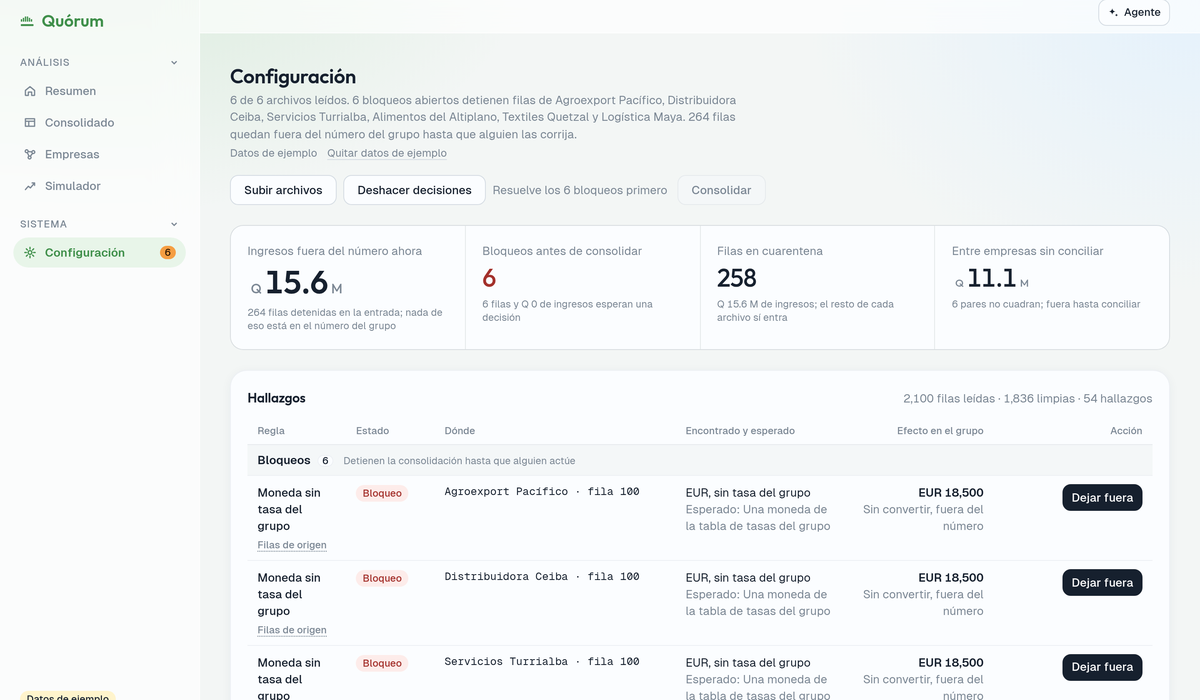 Quórum
Agente
ANÁLISIS
Resumen
Consolidado
Empresas
Simulador
SISTEMA
Configuración 6
Datos de ejemplo
Configuración
6 de 6 archivos leídos. 6 bloqueos abiertos detienen filas de Agroexport Pacífico, Distribuidora
Ceiba, Servicios Turrialba, Alimentos del Altiplano, Textiles Quetzal y Logística Maya. 264 filas
quedan fuera del número del grupo hasta que alguien las corrija.
Datos de ejemplo Quitar datos de ejemplo
Subir archivos Deshacer decisiones Resuelve los 6 bloqueos primero Consolidar
Ingresos fuera del número ahora
Q 15.6 M
264 filas detenidas en la entrada; nada de
eso está en el número del grupo
Bloqueos antes de consolidar
6
6 filas y Q 0 de ingresos esperan una
decisión
Filas en cuarentena
258
Q 15.6 M de ingresos; el resto de cada
archivo sí entra
Entre empresas sin conciliar
Q 11.1 M
6 pares no cuadran; fuera hasta conciliar
Hallazgos 2,100 filas leídas · 1,836 limpias · 54 hallazgos
Regla Estado Dónde Encontrado y esperado Efecto en el grupo Acción
Bloqueos 6 Detienen la consolidación hasta que alguien actúe
Moneda sin Bloqueo Agroexport Pacífico · fila 100 EUR, sin tasa del grupo EUR 18,500 Dejar fuera
tasa del Esperado: Una moneda de Sin convertir, fuera del
grupo la tabla de tasas del grupo número
Filas de origen
Moneda sin Bloqueo Distribuidora Ceiba · fila 100 EUR, sin tasa del grupo EUR 18,500 Dejar fuera
tasa del Esperado: Una moneda de Sin convertir, fuera del
grupo la tabla de tasas del grupo número
Filas de origen
Moneda sin Bloqueo Servicios Turrialba · fila 100 EUR, sin tasa del grupo EUR 18,500 Dejar fuera
tasa del Esperado: Una moneda de Sin convertir, fuera del
grupo la tabla de tasas del grupo número